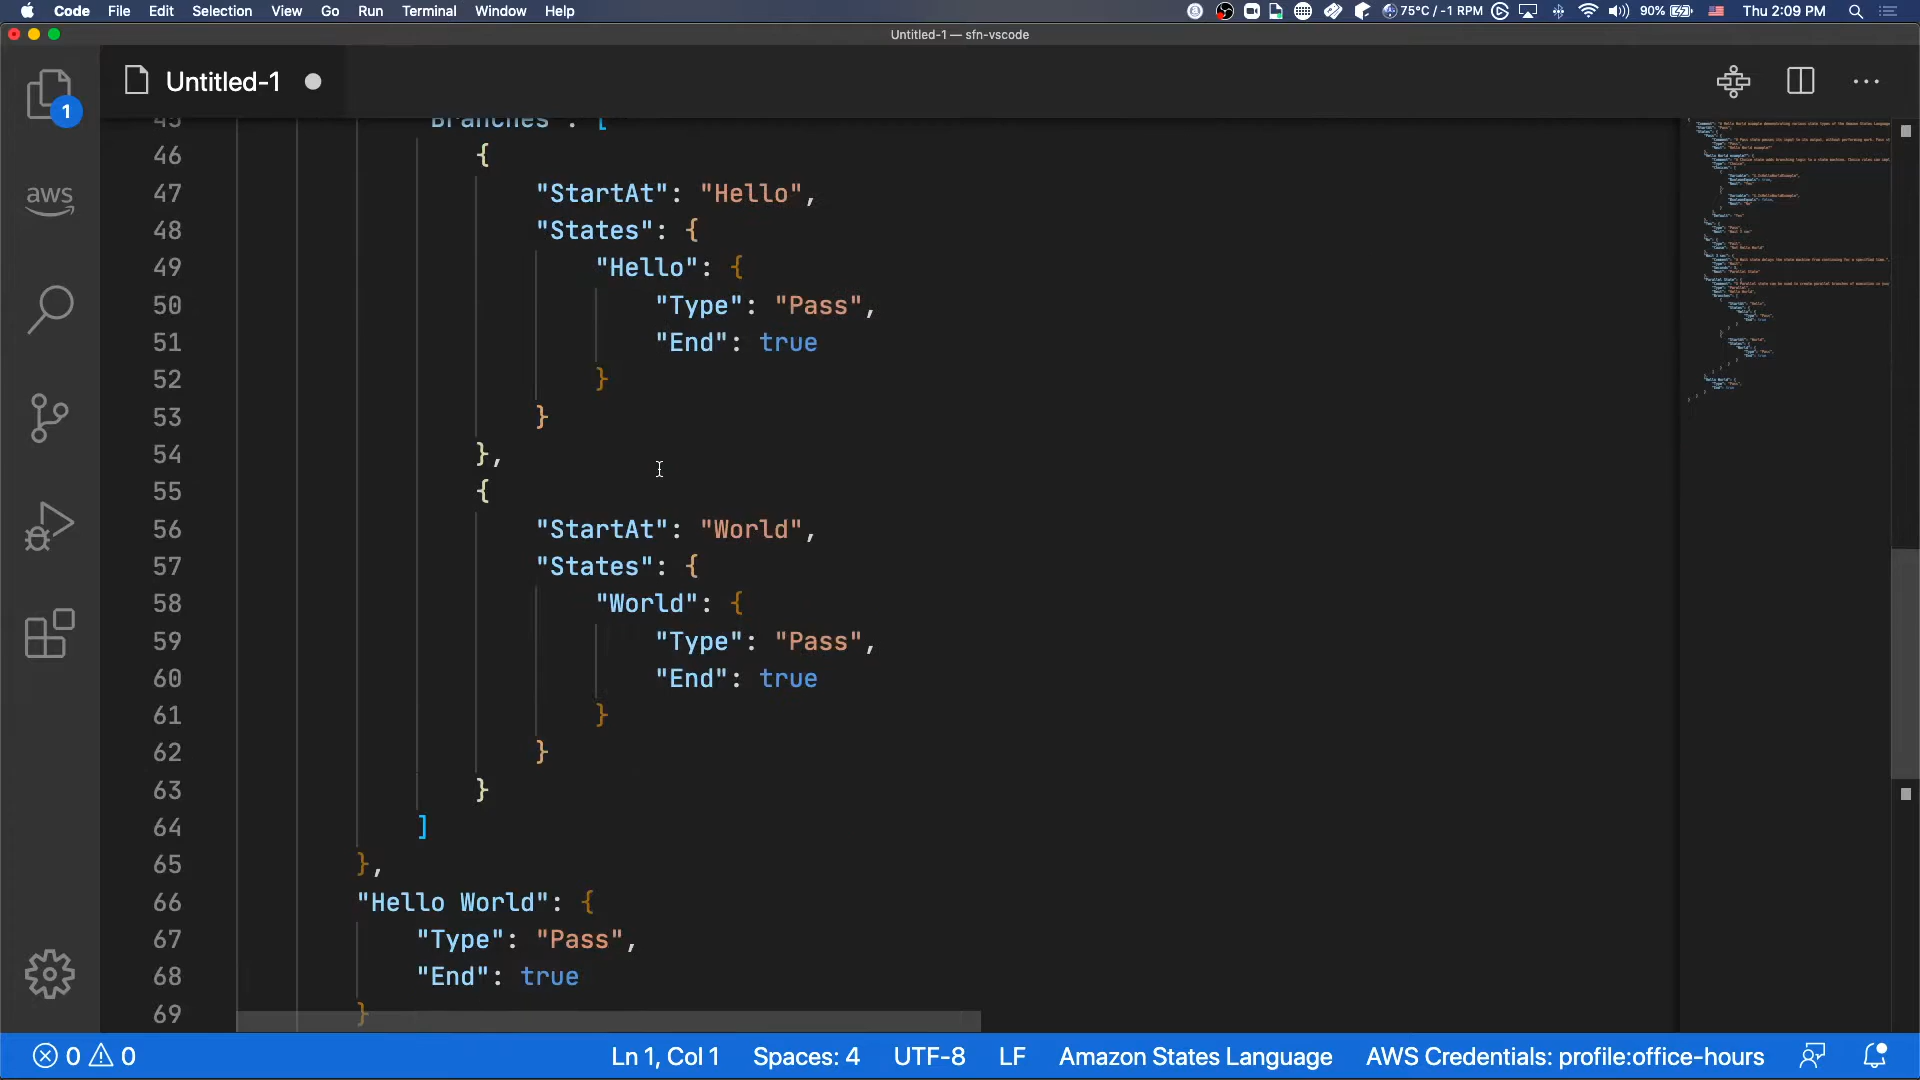 Code File Edit Selection View Go Run Terminal Window Help 75°C / -1 RPM 90% Thu 2:09 PM
Untitled-1 — sfn-vscode
Untitled-1
1
aws
45 "Branches": [
46 {
47 "StartAt": "Hello",
48 "States": {
49 "Hello": {
50 "Type": "Pass",
51 "End": true
52 }
53 }
54 },
55 {
56 "StartAt": "World",
57 "States": {
58 "World": {
59 "Type": "Pass",
60 "End": true
61 }
62 }
63 }
64 ]
65 },
66 "Hello World": {
67 "Type": "Pass",
68 "End": true
69 }
0 0 Ln 1, Col 1 Spaces: 4 UTF-8 LF Amazon States Language AWS Credentials: profile:office-hours